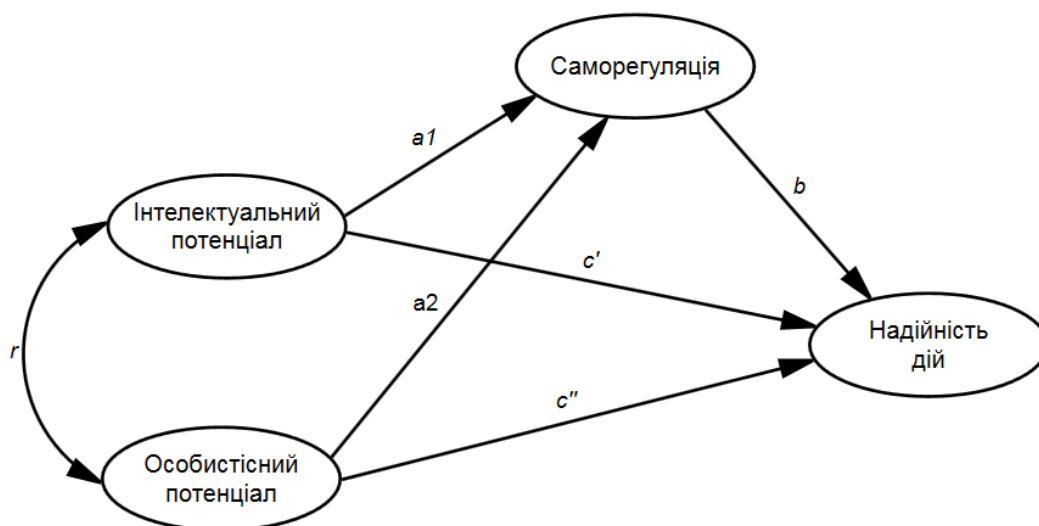 Саморегуляція
a1
b
Інтелектуальний
потенціал
c'
a2
Надійність
дій
r
c"
Особистісний
потенціал